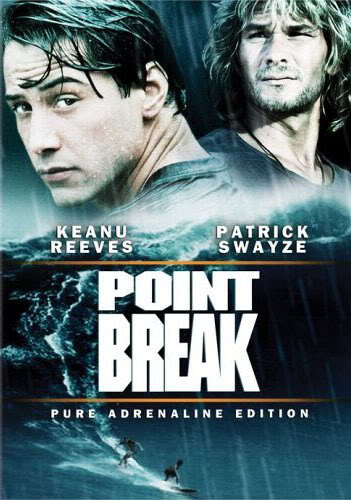 KEANU PATRICK
REEVES SWAYZE
POINT
BREAK
PURE ADRENALINE EDITION